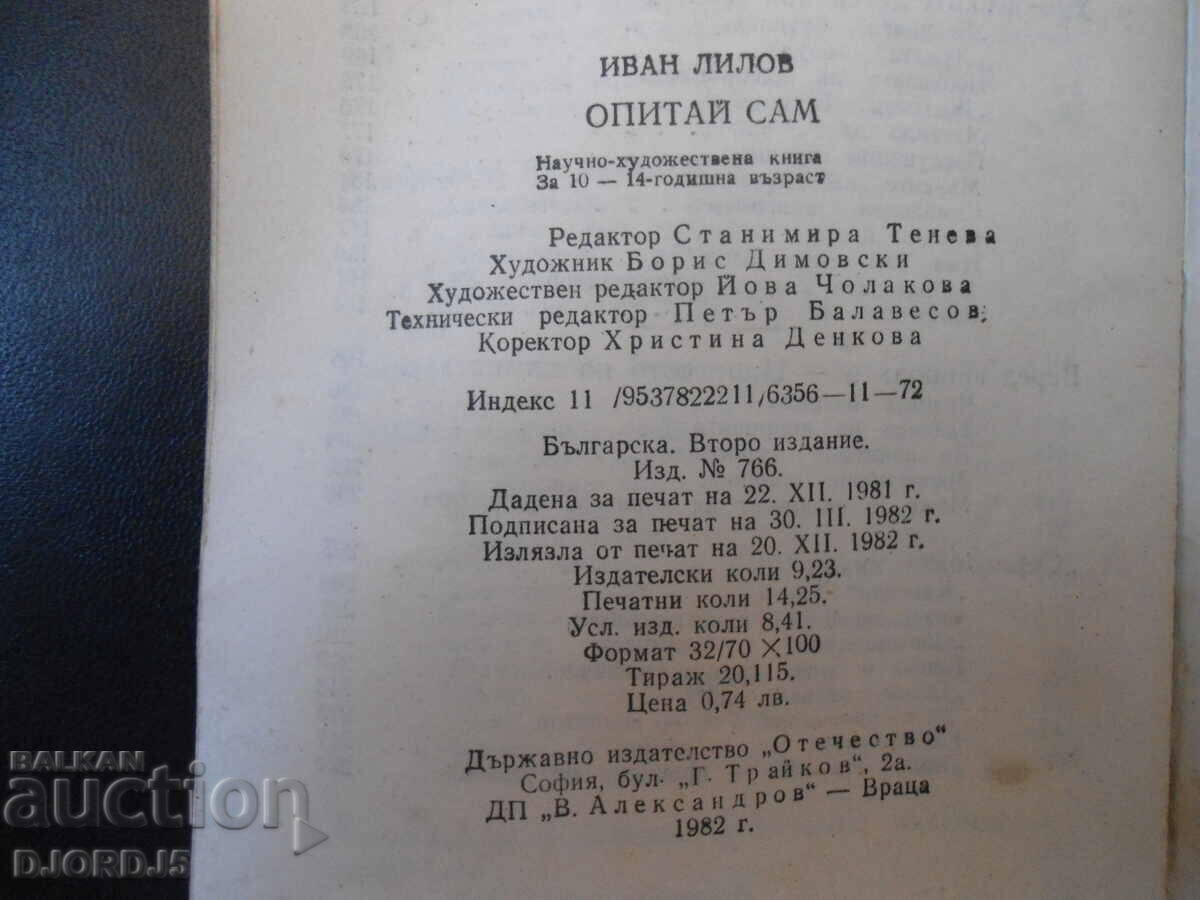 ИВАН ЛИЛОВ
ОПИТАЙ САМ
Научно-художествена книга
За 10 — 14-годишна възраст
Редактор Станимира Тенева
Художник Борис Димовски
Художествен редактор Йова Чолакова
Технически редактор Петър Балавесов
Коректор Христина Денкова
Индекс 11 /9537822211/6356—11—72
Българска. Второ издание.
Изд. № 766.
Дадена за печат на 22. XII. 1981 г.
Подписана за печат на 30. III. 1982 г.
Излязла от печат на 20. XII. 1982 г.
Издателски коли 9,23.
Печатни коли 14,25.
Усл. изд. коли 8,41.
Формат 32/70 ×100
Тираж 20,115.
Цена 0,74 лв.
Държавно издателство „Отечество“
София, бул. „Г. Трайков“, 2а.
ДП „В. Александров“ — Враца
1982 г.
BALKAN
auction
DJORDJ5